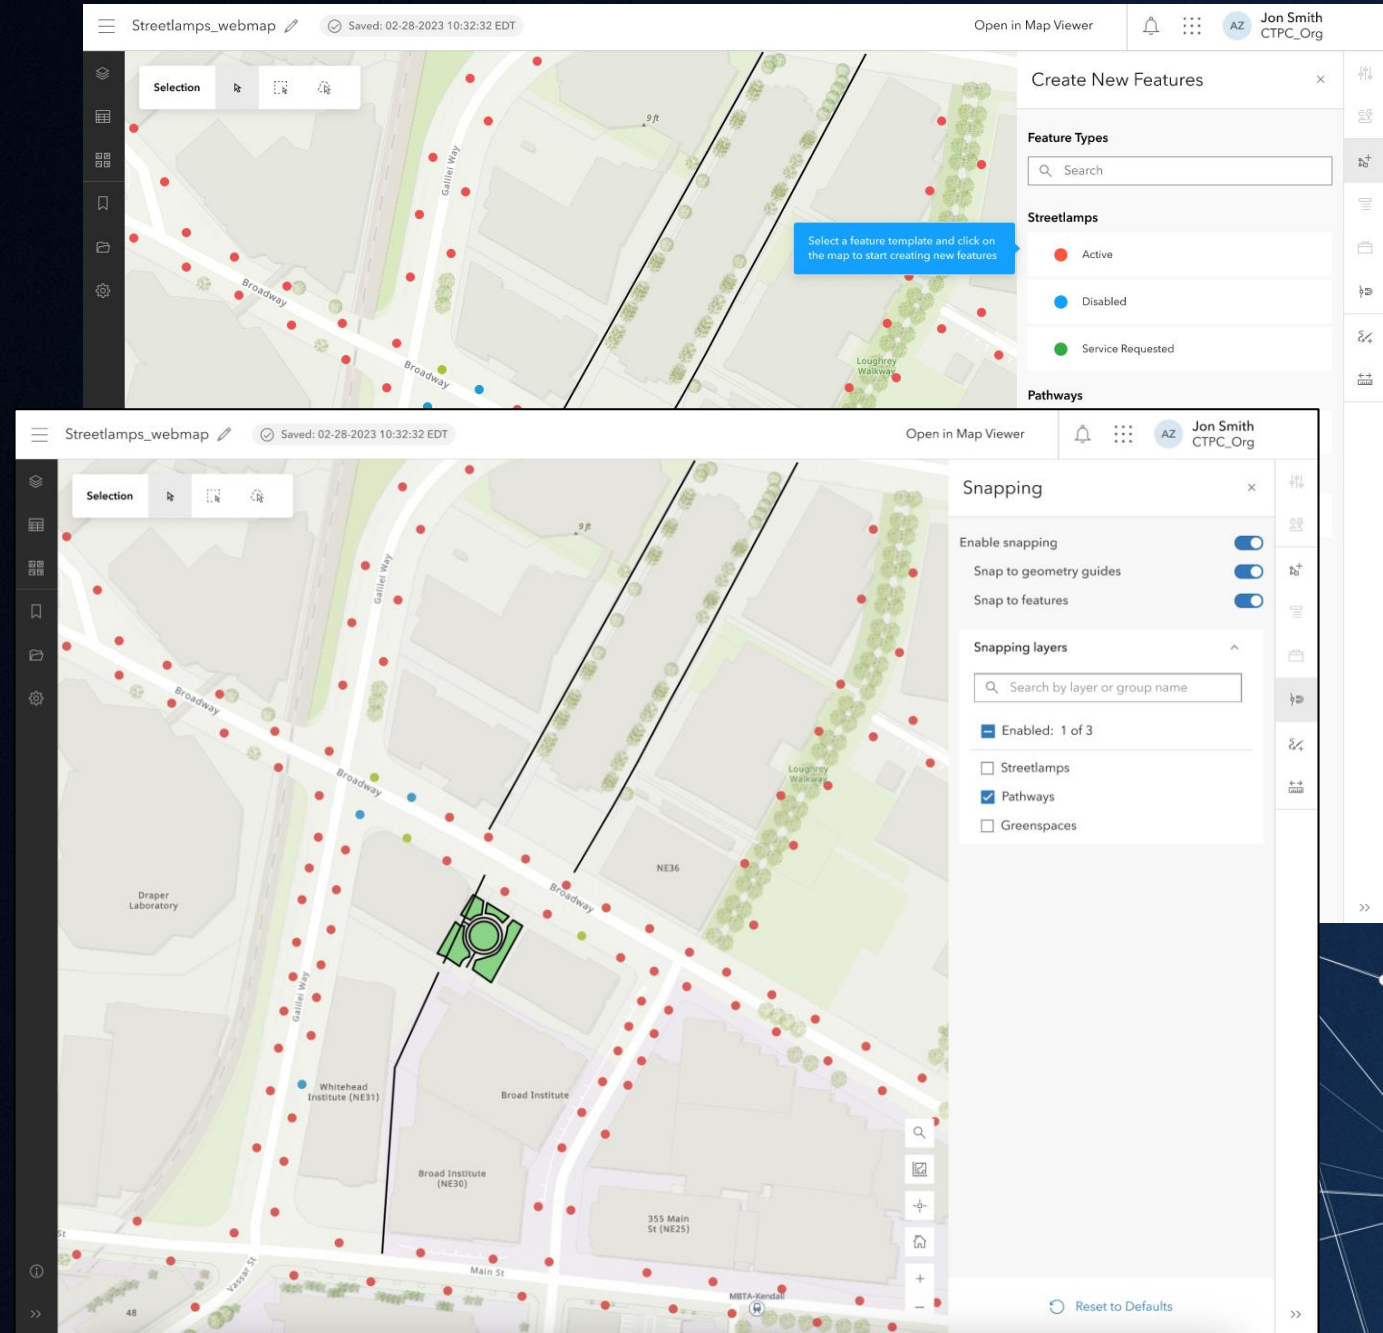 Streetlamps_webmap
Saved: 02-28-2023 10:32:32 EDT
Open in Map Viewer
AZ
Jon Smith
CTPC_Org
Selection
9 ft
Galilei Way
Broadway
Broadway
Loughrey
Walkway
Create New Features
Feature Types
Search
Streetlamps
Select a feature template and click on
the map to start creating new features
Active
Disabled
Service Requested
Pathways
Streetlamps_webmap
Saved: 02-28-2023 10:32:32 EDT
Open in Map Viewer
AZ
Jon Smith
CTPC_Org
Selection
9 ft
Galilei Way
Broadway
Broadway
Loughrey
Walkway
NE36
Broadway
Draper
Laboratory
Galilei Way
Whitehead
Institute (NE31)
Broad Institute
Broad Institute
(NE30)
355 Main
St (NE25)
St
Main St
Vassar St
MBTA-Kendall
48
Snapping
Enable snapping
Snap to geometry guides
Snap to features
Snapping layers
Search by layer or group name
Enabled: 1 of 3
Streetlamps
Pathways
Greenspaces
Reset to Defaults